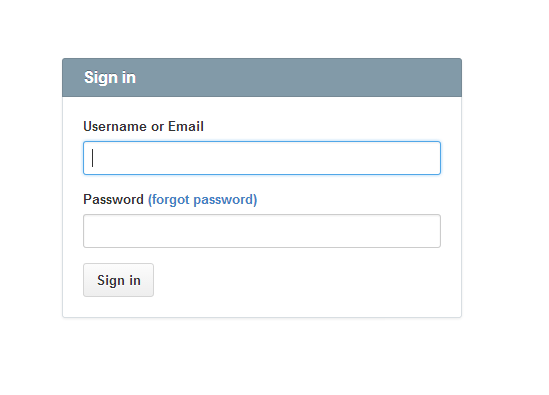 Sign in
Username or Email
Password (forgot password)
Sign in